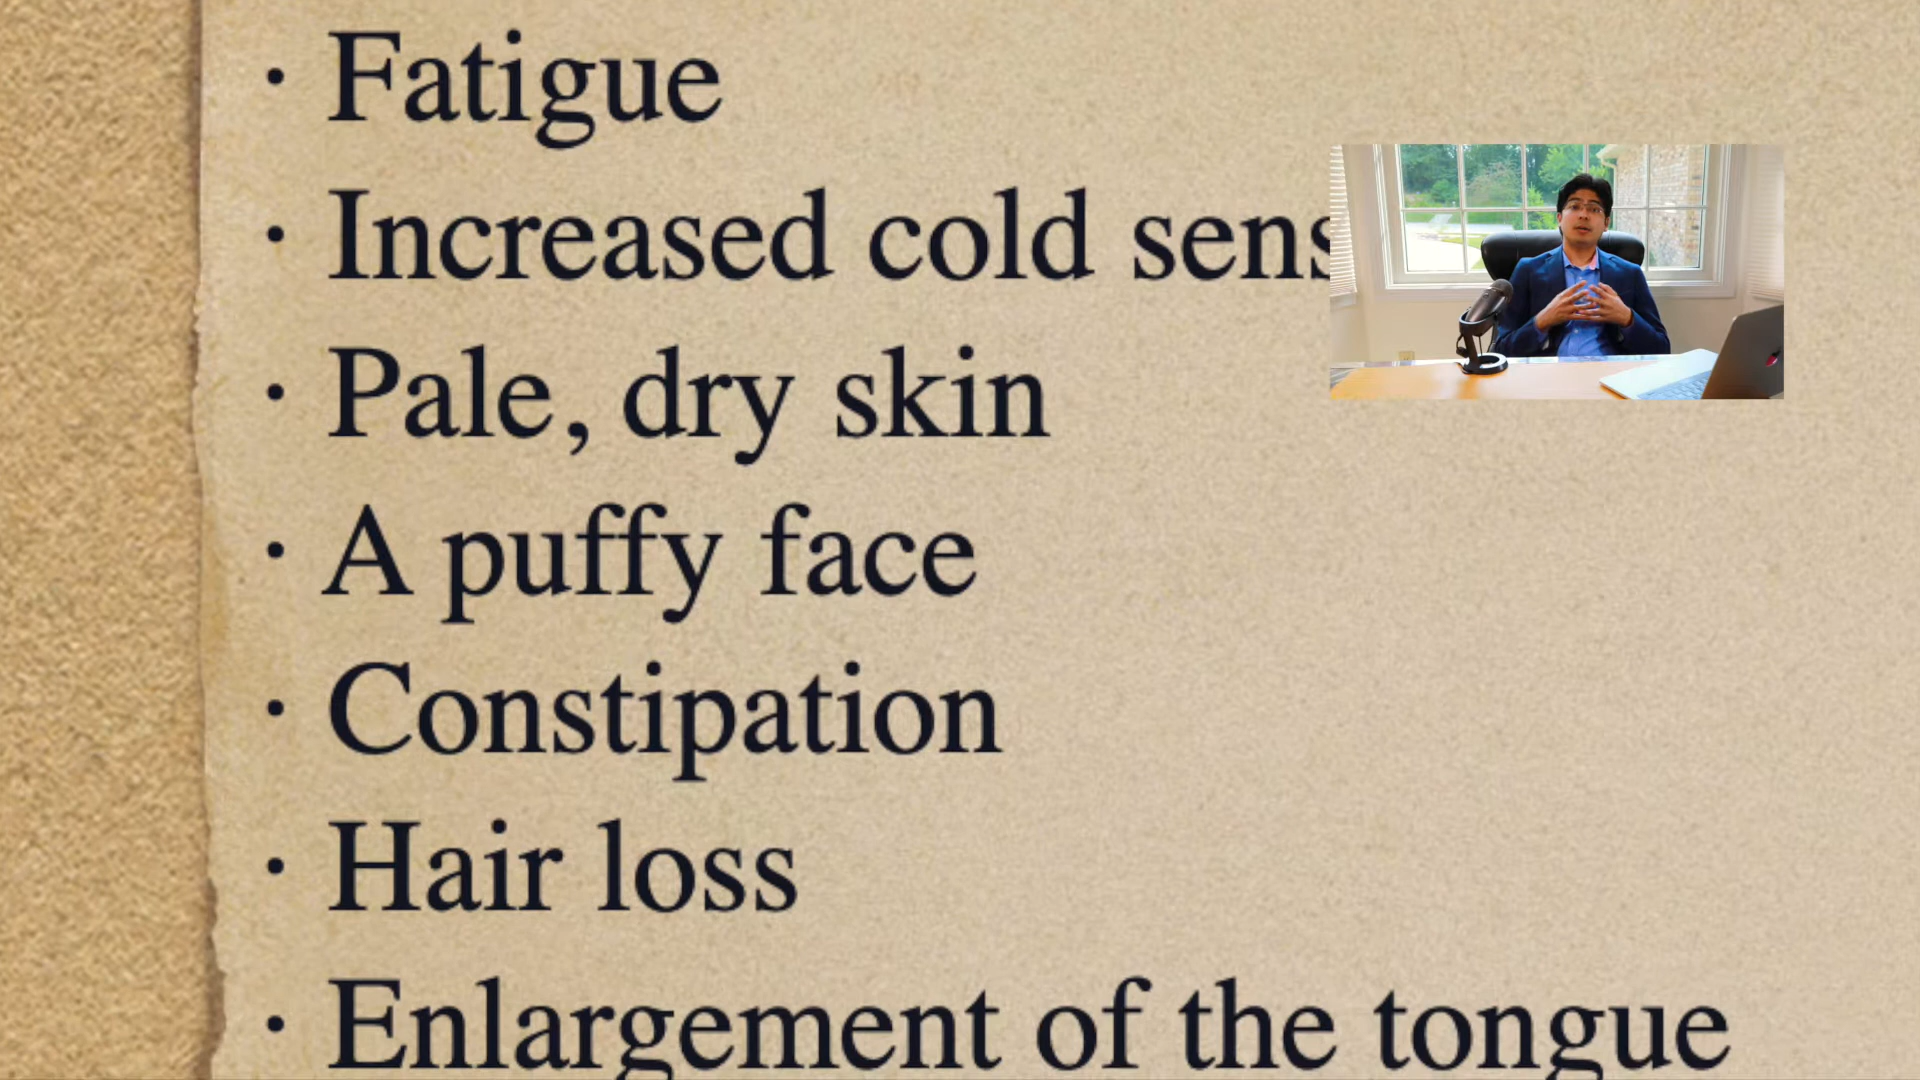 · Fatigue
· Increased cold sens
· Pale, dry skin
· A puffy face
· Constipation
· Hair loss
· Enlargement of the tongue